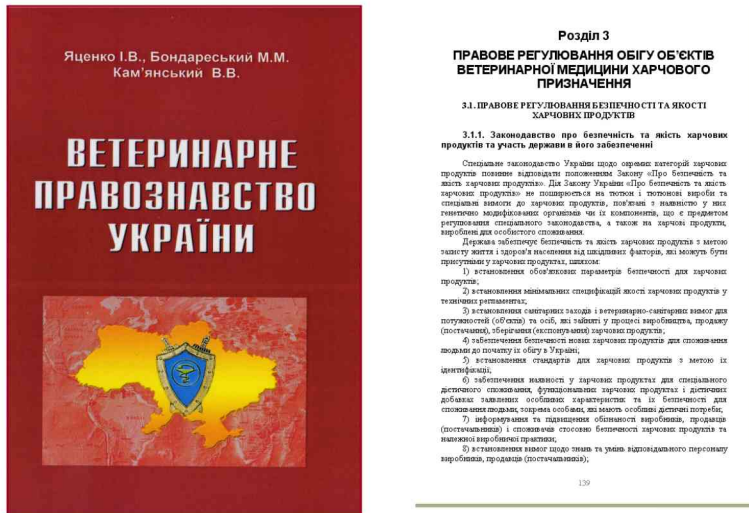 Яценко І.В., Бондареський М.М.
Кам’янський В.В.
ВЕТЕРИНАРНЕ
ПРАВОЗНАВСТВО
УКРАЇНИ
Розділ 3
ПРАВОВЕ РЕГУЛЮВАННЯ ОБІГУ ОБ’ЄКТІВ
ВЕТЕРИНАРНОЇ МЕДИЦИНИ ХАРЧОВОГО
ПРИЗНАЧЕННЯ
3.1. ПРАВОВЕ РЕГУЛЮВАННЯ БЕЗПЕЧНОСТІ ТА ЯКОСТІ
ХАРЧОВИХ ПРОДУКТІВ
3.1.1. Законодавство про безпечність та якість харчових
продуктів та участь держави в його забезпеченні
Спеціальне законодавство України щодо окремих категорій харчових
продуктів повинне відповідати положенням Закону «Про безпечність та
якість харчових продуктів». Дія Закону України «Про безпечність та якість
харчових продуктів» не поширюється на тютюн і тютюнові вироби та
спеціальні вимоги до харчових продуктів, пов’язані з наявністю у них
генетично модифікованих організмів чи їх компонентів, що є предметом
регулювання спеціального законодавства, а також на харчові продукти,
вироблені для особистого споживання.
Держава забезпечує безпечність та якість харчових продуктів з метою
захисту життя і здоров’я населення від шкідливих факторів, які можуть бути
присутніми у харчових продуктах, шляхом:
1) встановлення обов’язкових параметрів безпечності для харчових
продуктів;
2) встановлення мінімальних специфікацій якості харчових продуктів у
технічних регламентах;
3) встановлення санітарних заходів і ветеринарно-санітарних вимог для
потужностей (об’єктів) та осіб, які зайняті у процесі виробництва, продажу
(постачання), зберігання (експонування) харчових продуктів;
4) забезпечення безпечності нових харчових продуктів для споживання
людьми до початку їх обігу в Україні;
5) встановлення стандартів для харчових продуктів з метою їх
ідентифікації;
6) забезпечення наявності у харчових продуктах для спеціального
дієтичного споживання, функціональних харчових продуктах і дієтичних
добавках заявлених особливих характеристик та їх безпечності для
споживання людьми, зокрема особами, які мають особливі дієтичні потреби;
7) інформування та підвищення обізнаності виробників, продавців
(постачальників) і споживачів стосовно безпечності харчових продуктів та
належної виробничої практики;
8) встановлення вимог щодо знань та умінь відповідального персоналу
виробників, продавців (постачальників);
139